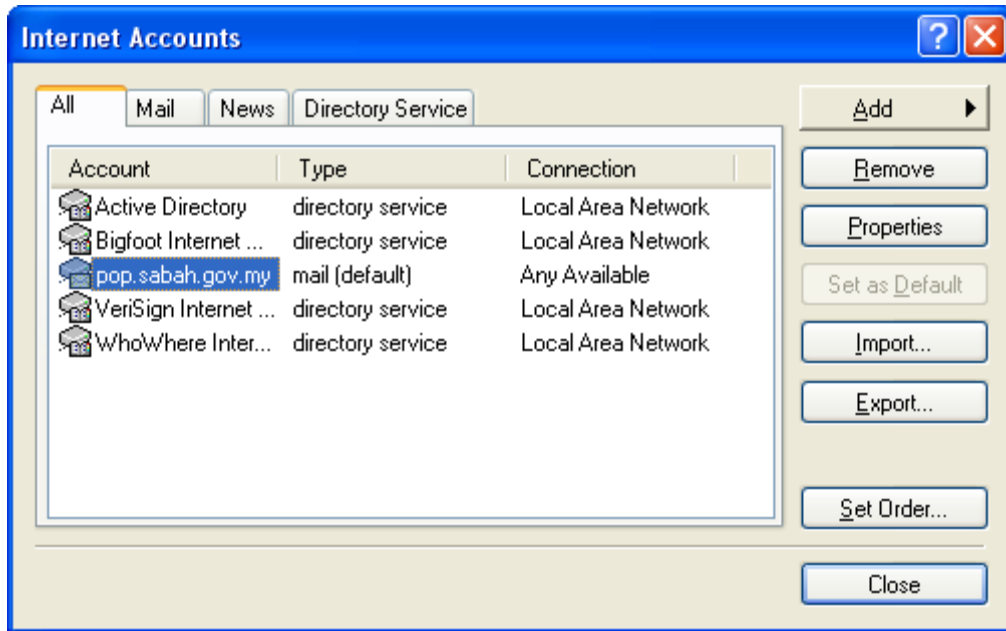 Internet Accounts
All Mail News Directory Service
Add
Remove
Properties
Set as Default
Import...
Export...
Set Order...
Close
Account Type Connection
Active Directory directory service Local Area Network
Bigfoot Internet ... directory service Local Area Network
pop.sabah.gov.my mail (default) Any Available
VeriSign Internet ... directory service Local Area Network
WhoWhere Inter... directory service Local Area Network